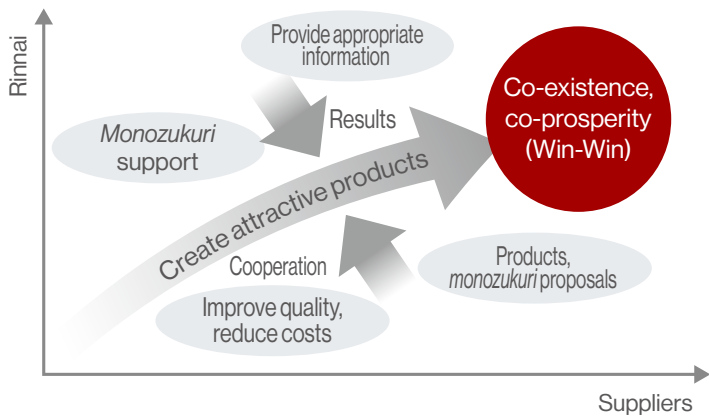 Rinnai
Provide appropriate
information
Co-existence,
co-prosperity
(Win-Win)
Monozukuri
support
Results
Create attractive products
Cooperation
Products,
monozukuri proposals
Improve quality,
reduce costs
Suppliers